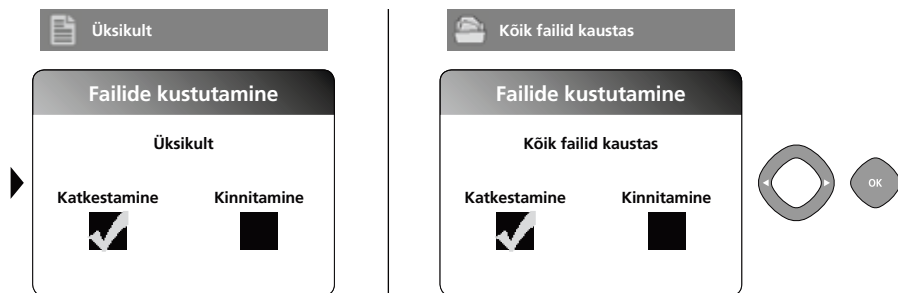 Üksikult
Failide kustutamine
Üksikult
Katkestamine Kinnitamine
Kõik failid kaustas
Failide kustutamine
Kõik failid kaustas
Katkestamine Kinnitamine
OK